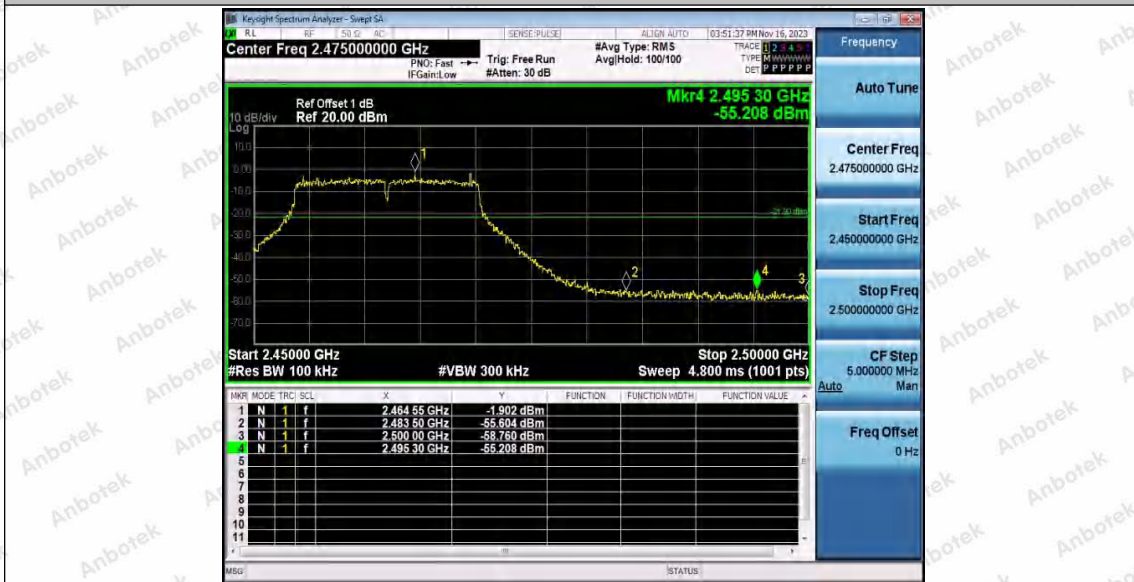 Keysight Spectrum Analyzer - Swept SA
RL RF 50 Ω AC SENSE:PULSE ALIGN AUTO 03:51:37 PM Nov 16, 2023
Center Freq 2.475000000 GHz #Avg Type: RMS TRACE 1 2 3 4 5 6 Frequency
PNO: Fast Trig: Free Run Avg|Hold: 100/100 TYPE M WWWWW
IFGain:Low #Atten: 30 dB DET P P P P P P
Auto Tune
Mkr4 2.495 30 GHz
Ref Offset 1 dB
10 dB/div Ref 20.00 dBm -55.208 dBm
Log
10.0
1
0.00
-10.0
-20.0
-30.0
-40.0
-50.0
2
4
3
-60.0
-70.0
Start 2.45000 GHz Stop 2.50000 GHz
#Res BW 100 kHz #VBW 300 kHz Sweep 4.800 ms (1001 pts)
Center Freq
2.475000000 GHz
Start Freq
2.450000000 GHz
Stop Freq
2.500000000 GHz
CF Step
5.000000 MHz
Auto Man
Freq Offset
0 Hz
MKR MODE TRC SCL X Y FUNCTION FUNCTION WIDTH FUNCTION VALUE
1 N 1 f 2.464 55 GHz -1.902 dBm
2 N 1 f 2.483 50 GHz -55.604 dBm
3 N 1 f 2.500 00 GHz -58.760 dBm
4 N 1 f 2.495 30 GHz -55.208 dBm
5
6
7
8
9
10
11
MSG STATUS
Anbotek